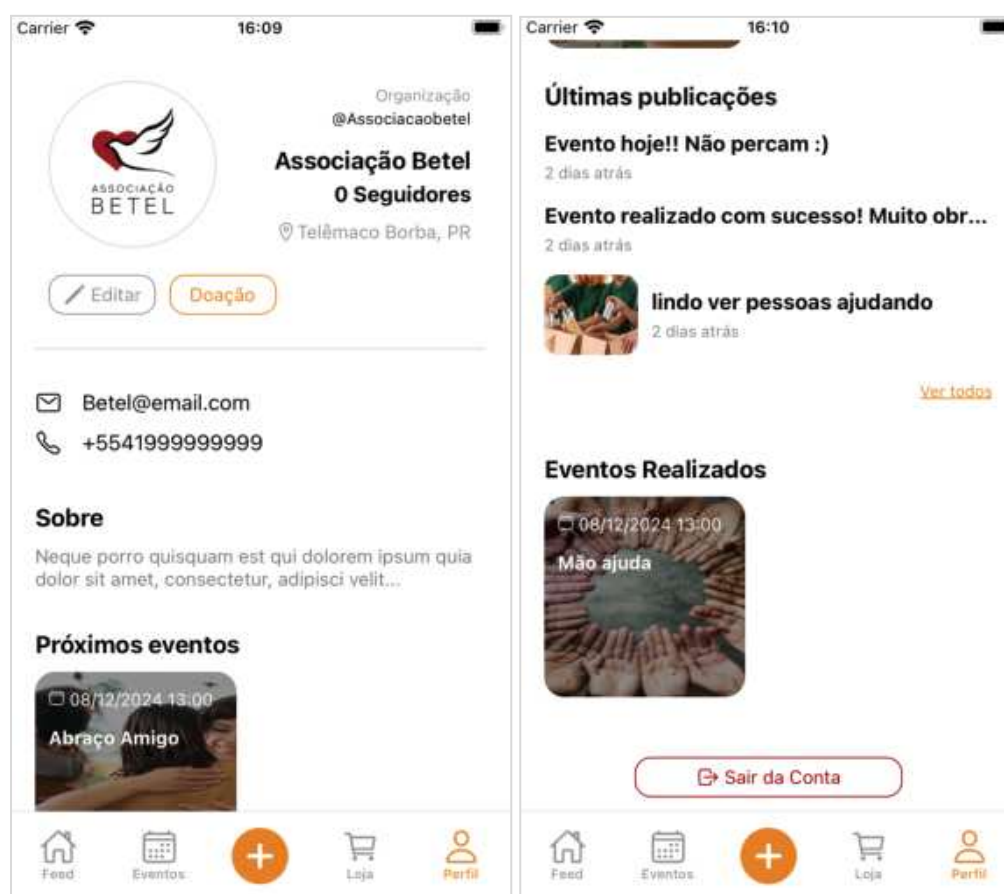 Carrier
16:09
Organização
@Associacaobetel
Associação Betel
0 Seguidores
Telêmaco Borba, PR
ASSOCIAÇÃO
BETEL
Editar
Doação
Betel@email.com
+5541999999999
Sobre
Neque porro quisquam est qui dolorem ipsum quia
dolor sit amet, consectetur, adipisci velit...
Próximos eventos
08/12/2024 13:00
Abraço Amigo
Feed
Eventos
Loja
Perfil
Carrier
16:10
Últimas publicações
Evento hoje!! Não percam :)
2 dias atrás
Evento realizado com sucesso! Muito obr...
2 dias atrás
lindo ver pessoas ajudando
2 dias atrás
Ver todos
Eventos Realizados
08/12/2024 13:00
Mão ajuda
Sair da Conta
Feed
Eventos
Loja
Perfil